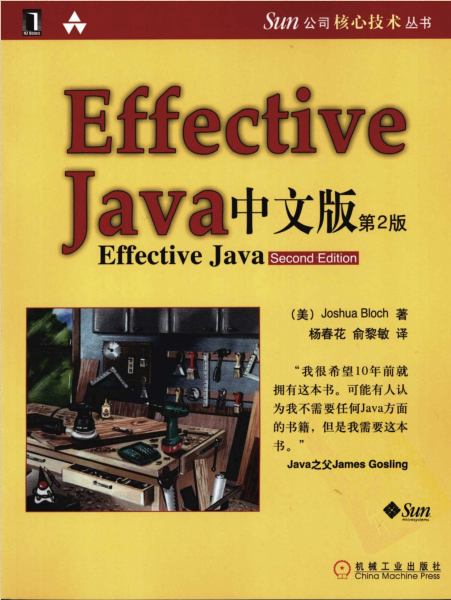 HZ Books
Sun 公司核心技术丛书
Effective
Java中文版第2版
Effective Java Second Edition
(美) Joshua Bloch 著
杨春花 俞黎敏 译
“我很希望10年前就
拥有这本书。可能有人认
为我不需要任何Java方面
的书籍，但是我需要这本
书。”
Java之父James Gosling
Sun
microsystems
机械工业出版社
China Machine Press